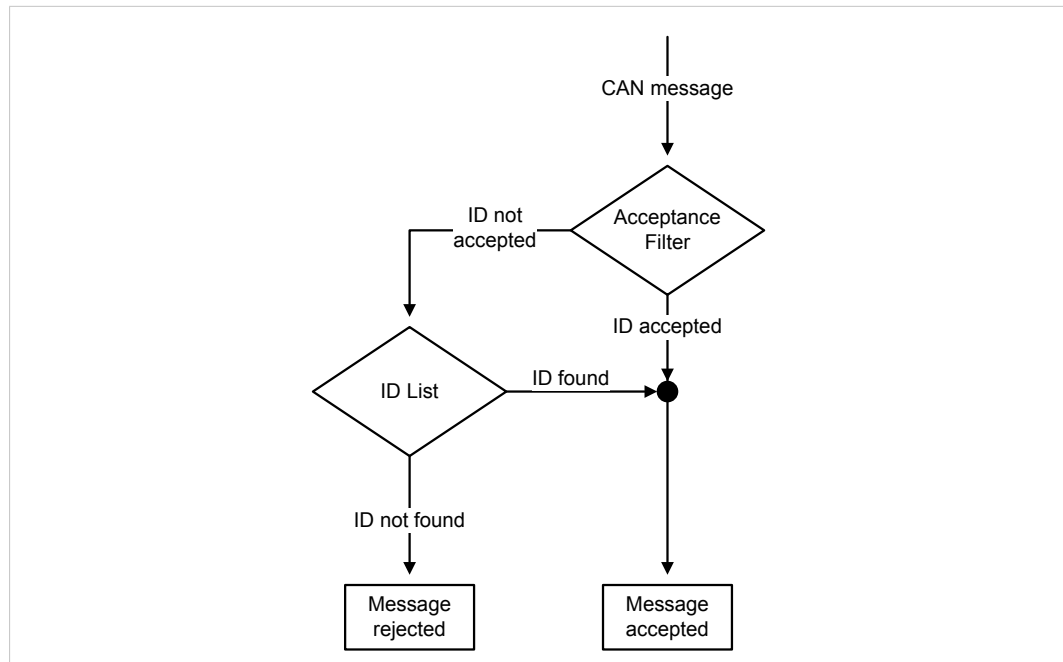 CAN message
Acceptance
Filter
ID not
accepted
ID accepted
ID List
ID found
ID not found
Message
rejected
Message
accepted